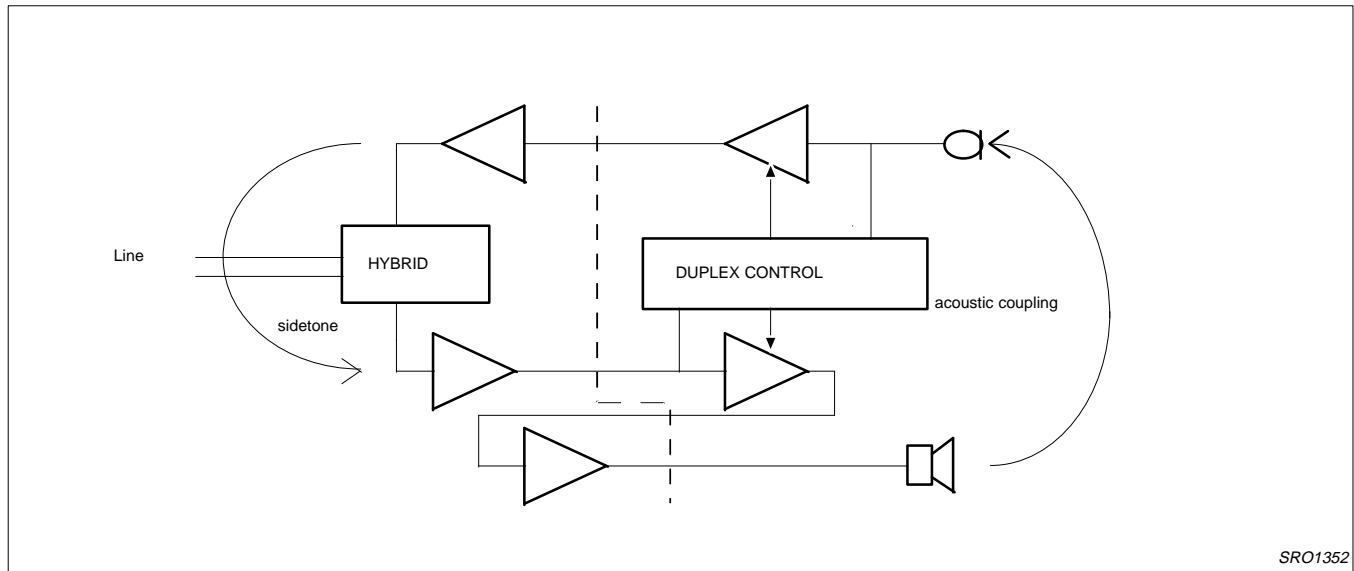 Line
HYBRID
DUPLEX CONTROL
acoustic coupling
sidetone
SRO1352